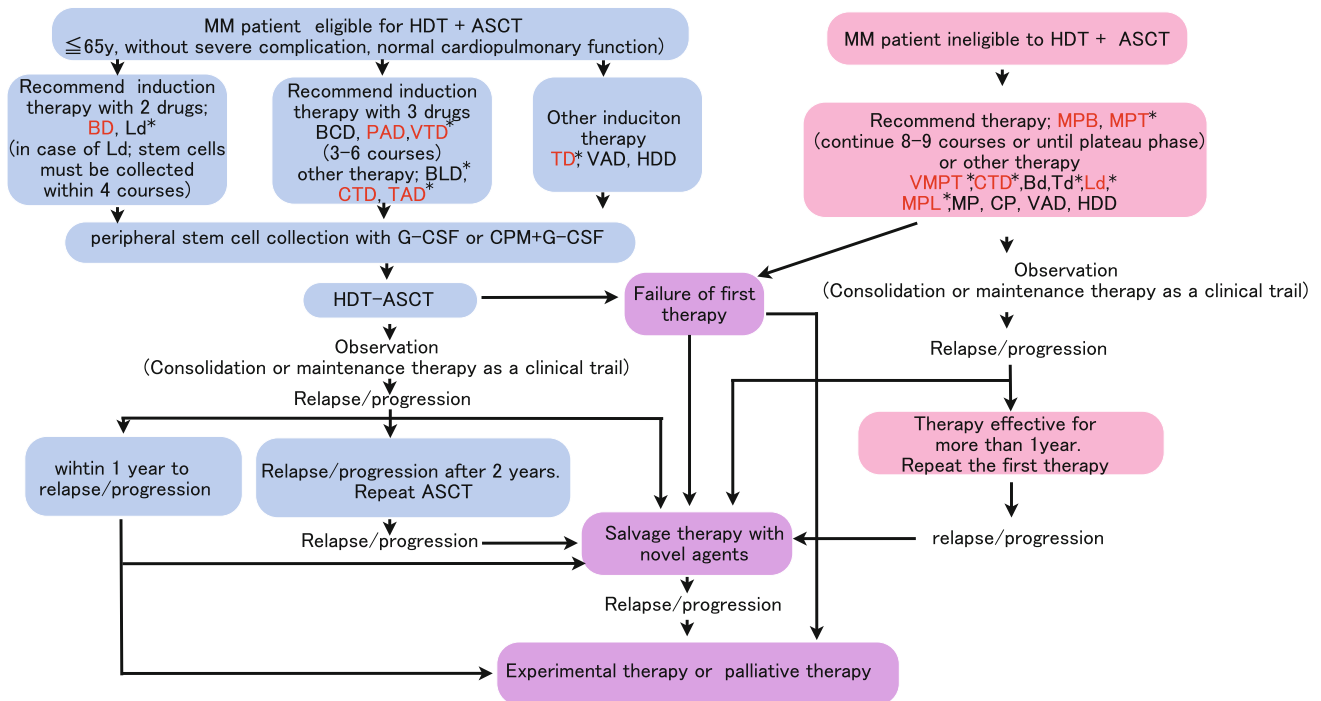 MM patient eligible for HDT + ASCT
≦65y, without severe complication, normal cardiopulmonary function)
Recommend induction
therapy with 2 drugs;
BD, Ld*
(in case of Ld; stem cells
must be collected
within 4 courses)
Recommend induction
therapy with 3 drugs
BCD, PAD,VTD*
(3-6 courses)
other therapy; BLD*,
CTD, TAD*
Other induciton
therapy
TD*, VAD, HDD
peripheral stem cell collection with G-CSF or CPM+G-CSF
HDT-ASCT
Observation
(Consolidation or maintenance therapy as a clinical trail)
Relapse/progression
wihtin 1 year to
relapse/progression
Relapse/progression after 2 years.
Repeat ASCT
Relapse/progression
MM patient ineligible to HDT + ASCT
Recommend therapy; MPB, MPT*
(continue 8-9 courses or until plateau phase)
or other therapy
VMPT*,CTD*,Bd,Td*Ld,*
MPL*,MP, CP, VAD, HDD
Observation
(Consolidation or maintenance therapy as a clinical trail)
Relapse/progression
Therapy effective for
more than 1year.
Repeat the first therapy
relapse/progression
Failure of first
therapy
Salvage therapy with
novel agents
Relapse/progression
Experimental therapy or palliative therapy